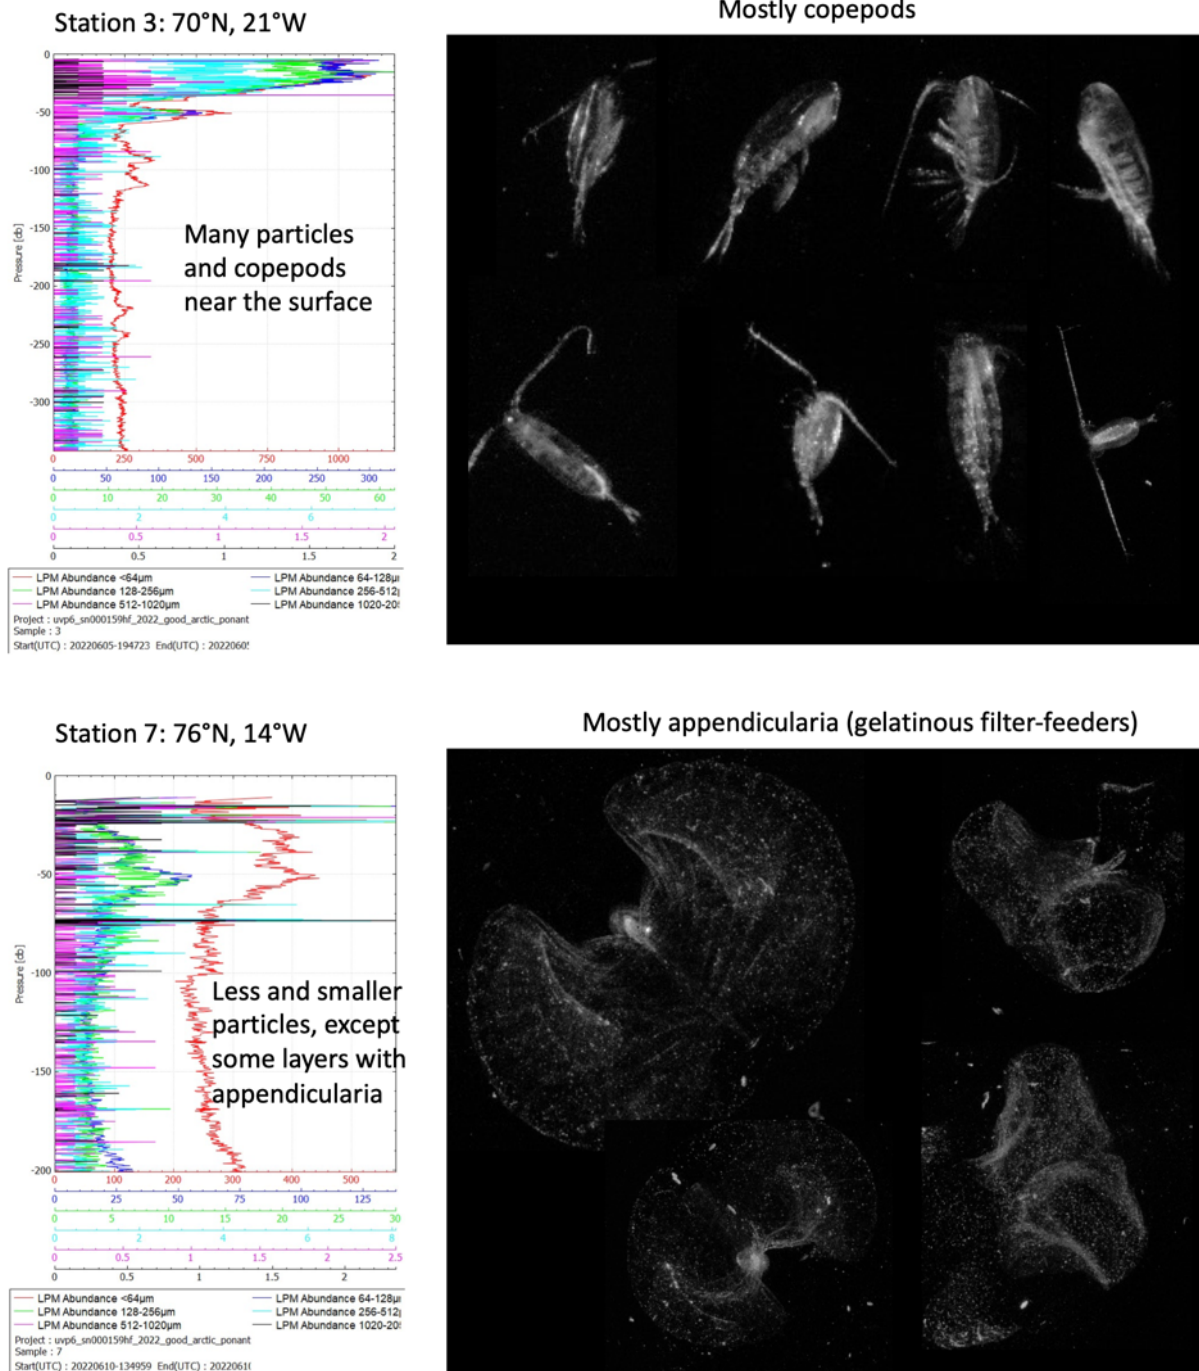 Station 3: 70°N, 21°W
Mostly copepods
0
-50
-100
-150
-200
-250
-300
Pressure [db]
Many particles
and copepods
near the surface
0 250 500 750 1000
0 50 100 150 200 250 300
0 10 20 30 40 50 60
0 2 4 6
0 0.5 1 1.5 2
0 0.5 1 1.5 2
LPM Abundance <64µm LPM Abundance 64-128µ
LPM Abundance 128-256µm LPM Abundance 256-512
LPM Abundance 512-1020µm LPM Abundance 1020-20
Project : uvp6_sn000159hf_2022_good_arctic_ponant
Sample : 3
Start(UTC) : 20220605-194723 End(UTC) : 2022060
Station 7: 76°N, 14°W
Mostly appendicularia (gelatinous filter-feeders)
0
-50
-100
-150
-200
Pressure [db]
Less and smaller
particles, except
some layers with
appendicularia
0 100 200 300 400 500
0 25 50 75 100 125
0 5 10 15 20 25 30
0 2 4 6 8
0 0.5 1 1.5 2 2.5
0 0.5 1 1.5 2
LPM Abundance <64µm LPM Abundance 64-128µ
LPM Abundance 128-256µm LPM Abundance 256-512
LPM Abundance 512-1020µm LPM Abundance 1020-20
Project : uvp6_sn000159hf_2022_good_arctic_ponant
Sample : 7
Start(UTC) : 20220610-134959 End(UTC) : 2022061